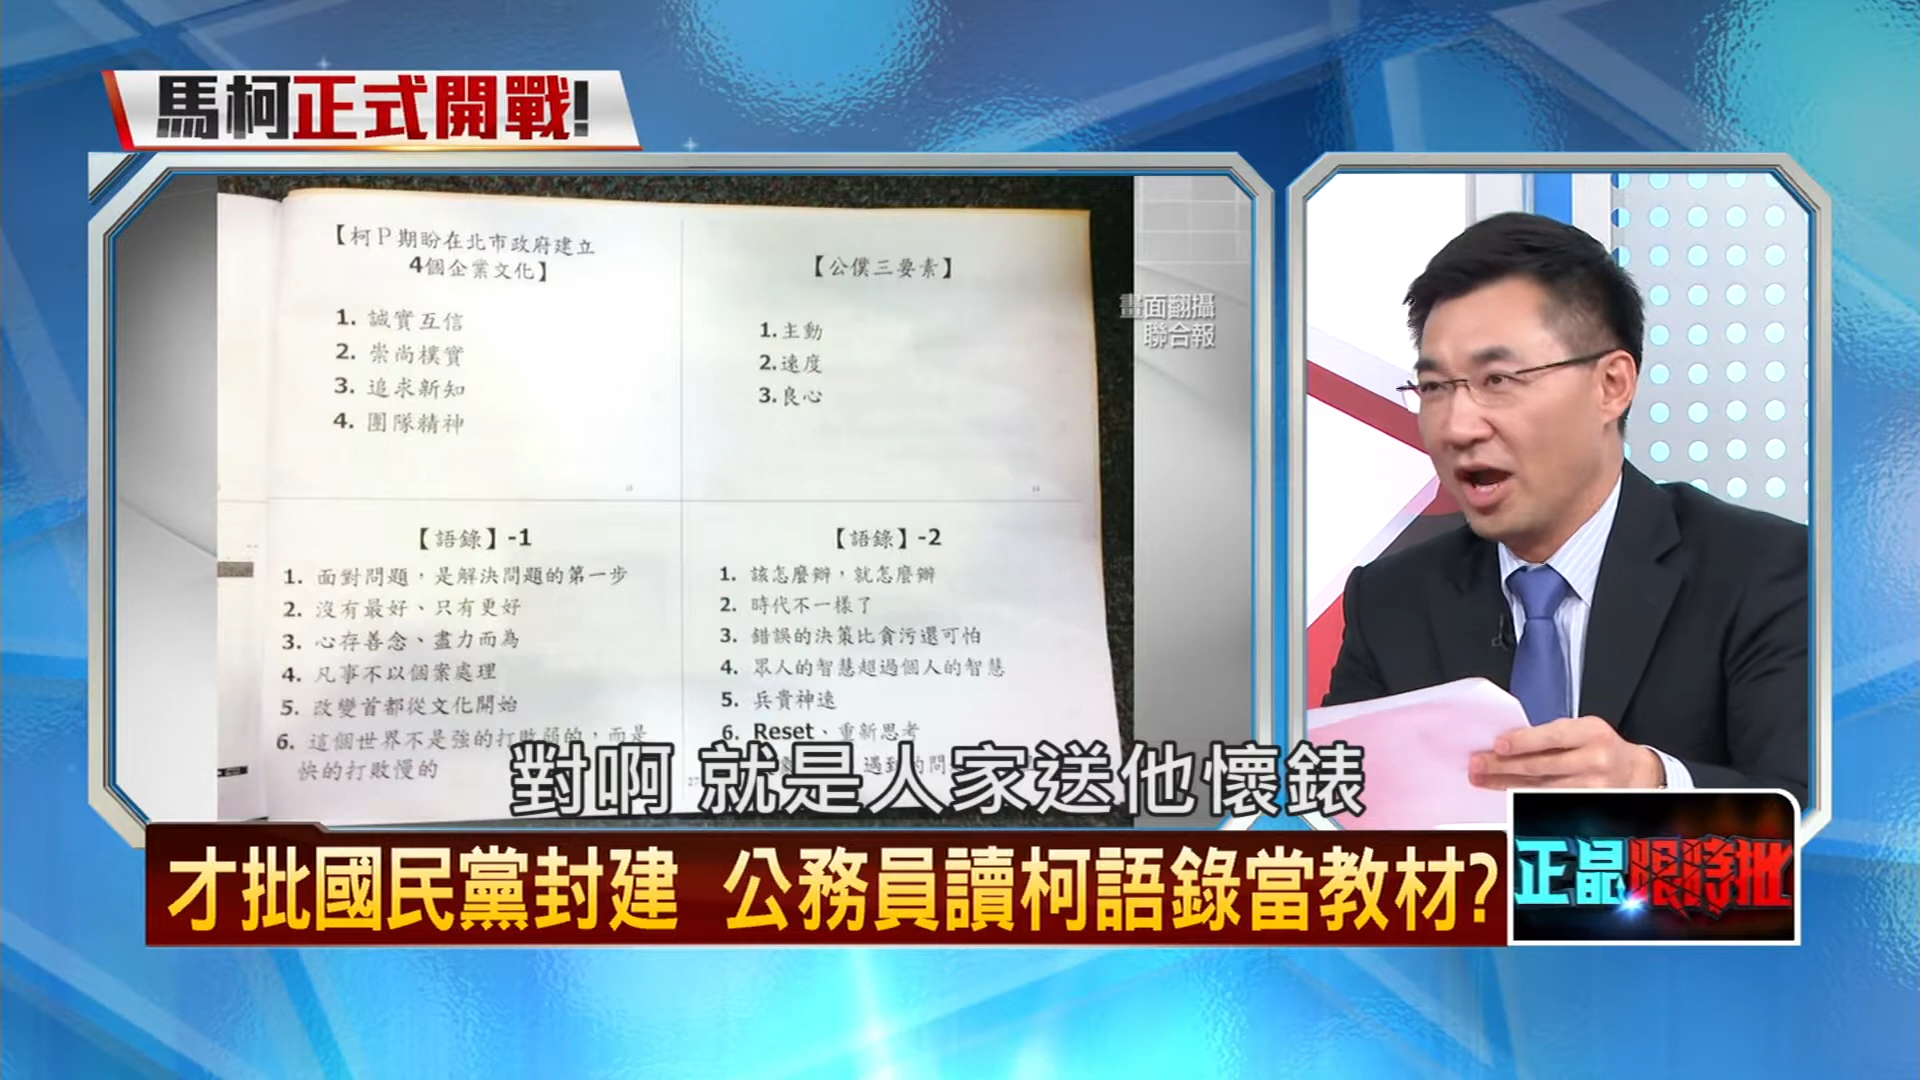 馬柯正式開戰!
【柯P期盼在北市政府建立
4個企業文化】
1. 誠實互信
2. 崇尚樸實
3. 追求新知
4. 團隊精神
【公僕三要素】
1.主動
2.速度
3.良心
【語錄】-1
1. 面對問題，是解決問題的第一步
2. 沒有最好、只有更好
3. 心存善念、盡力而為
4. 凡事不以個案處理
5. 改變首都從文化開始
6. 這個世界不是強的打敗弱的，而是
快的打敗慢的
【語錄】-2
1. 該怎麼辦，就怎麼辦
2. 時代不一樣了
3. 錯誤的決策比貪污還可怕
4. 眾人的智慧超過個人的智慧
5. 兵貴神速
6. Reset、重新思考
遇到的問
畫面翻攝
聯合報
對啊 就是人家送他懷錶
才批國民黨封建 公務員讀柯語錄當教材?
正晶限時批